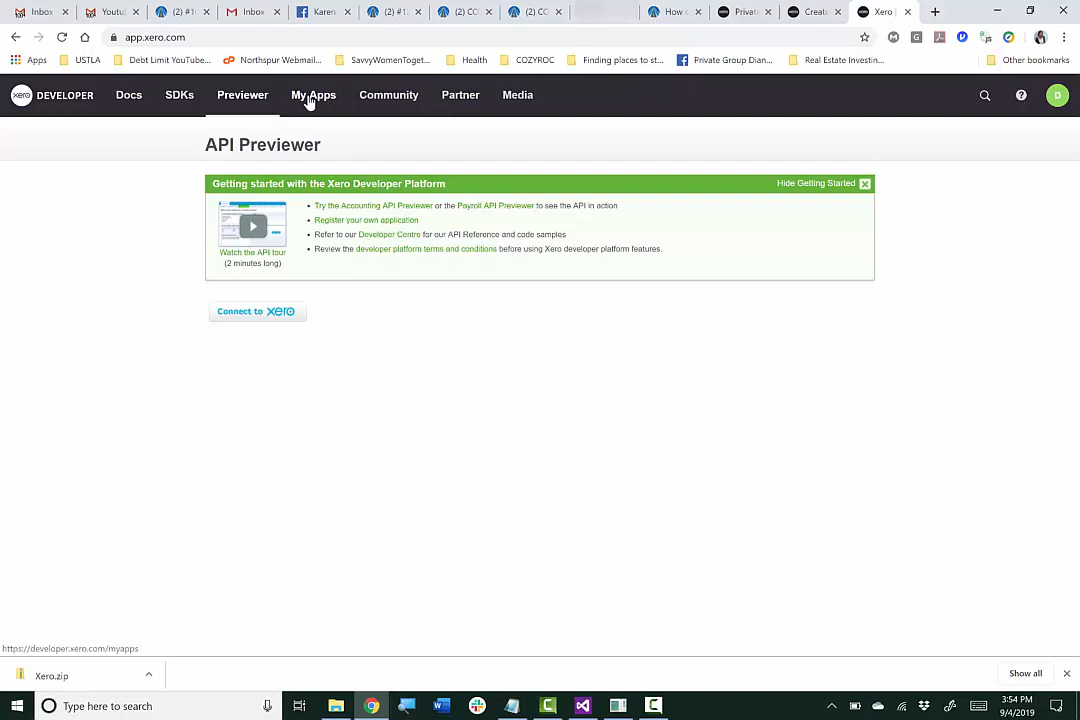 Inbox
Youtul
(2) #1
Inbox
Karen
(2) #1
(2) CO
(2) CO
How c
Privat
Create
Xero |
app.xero.com
Apps
USTLA
Debt Limit YouTube...
Northspur Webmail...
SavvyWomenToget...
Health
COZYROC
Finding places to st...
Private Group Dian...
Real Estate Investin...
Other bookmarks
xero DEVELOPER
Docs
SDKs
Previewer
My Apps
Community
Partner
Media
D
API Previewer
Getting started with the Xero Developer Platform
Hide Getting Started
Watch the API tour
(2 minutes long)
• Try the Accounting API Previewer or the Payroll API Previewer to see the API in action
• Register your own application
• Refer to our Developer Centre for our API Reference and code samples
• Review the developer platform terms and conditions before using Xero developer platform features.
Connect to xero
https://developer.xero.com/myapps
Xero.zip
Show all
Type here to search
3:54 PM
9/4/2019